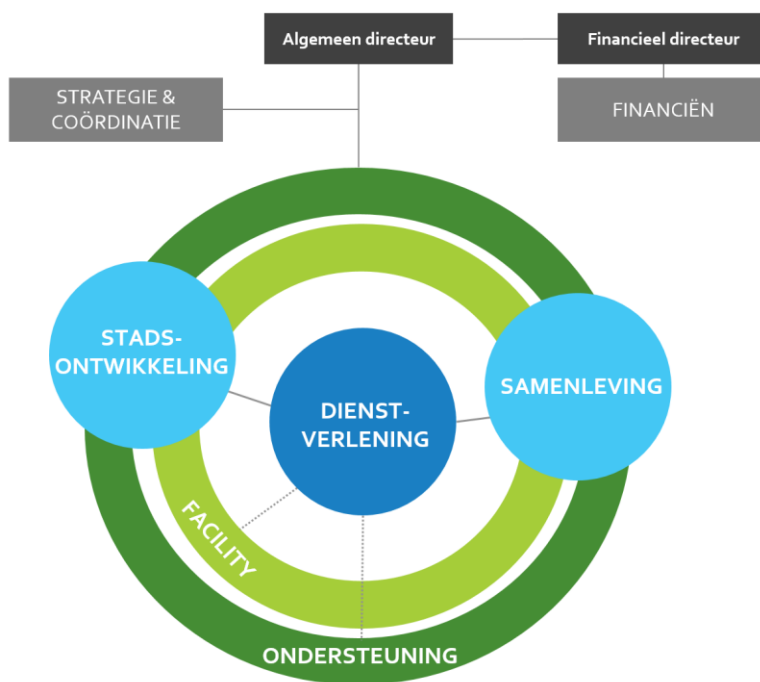 Algemeen directeur
Financieel directeur
STRATEGIE &
COÖRDINATIE
FINANCIËN
STADS-
ONTWIKKELING
SAMENLEVING
DIENST-
VERLENING
FACILITY
ONDERSTEUNING